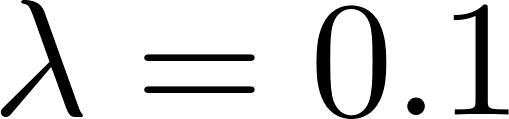 λ = 0.1